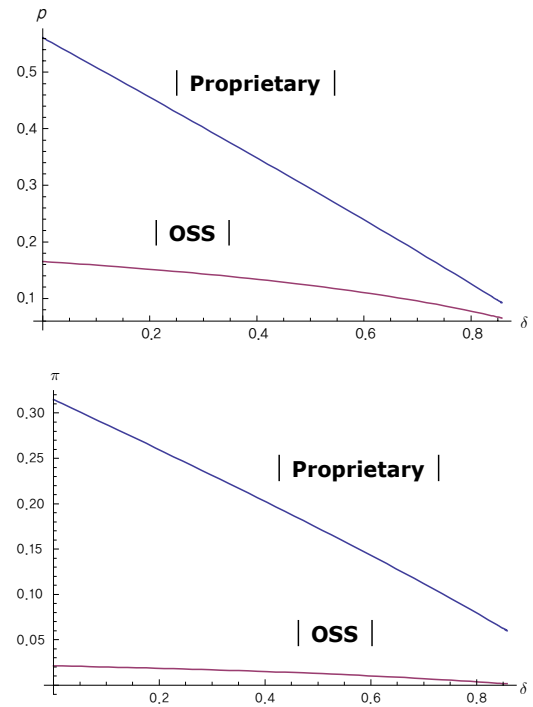 p
0.5
| Proprietary |
0.4
0.3
| OSS |
0.2
0.1
0.2 0.4 0.6 0.8 δ
π
0.30
0.25
| Proprietary |
0.20
0.15
0.10
| OSS |
0.05
0.2 0.4 0.6 0.8 δ